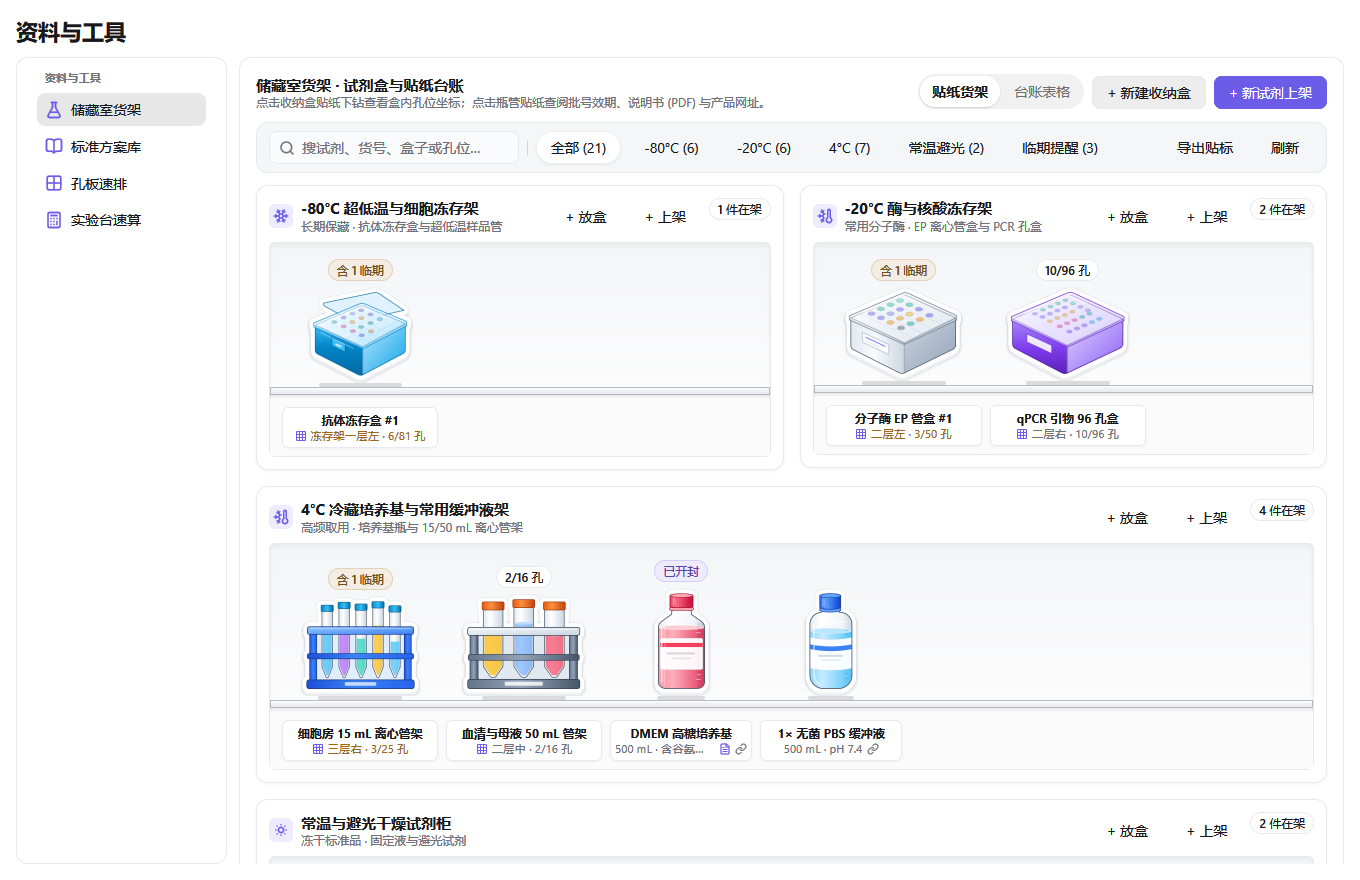 资料与工具
资料与工具
储藏室货架
标准方案库
孔板速排
实验台速算
储藏室货架 · 试剂盒与贴纸台账
点击收纳盒贴纸下钻查看盒内孔位坐标；点击瓶管贴纸查阅批号效期、说明书 (PDF) 与产品网址。
贴纸货架
台账表格
+ 新建收纳盒
+ 新试剂上架
搜试剂、货号、盒子或孔位...
全部 (21)
-80°C (6)
-20°C (6)
4°C (7)
常温避光 (2)
临期提醒 (3)
导出贴标
刷新
-80°C 超低温与细胞冻存架
长期保藏 · 抗体冻存盒与超低温样品管
+ 放盒
+ 上架
1 件在架
含 1 临期
抗体冻存盒 #1
冻存架一层左 · 6/81 孔
-20°C 酶与核酸冻存架
常用分子酶 · EP 离心管盒与 PCR 孔盒
+ 放盒
+ 上架
2 件在架
含 1 临期
10/96 孔
分子酶 EP 管盒 #1
二层左 · 3/50 孔
qPCR 引物 96 孔盒
二层右 · 10/96 孔
4°C 冷藏培养基与常用缓冲液架
高频取用 · 培养基瓶与 15/50 mL 离心管架
+ 放盒
+ 上架
4 件在架
含 1 临期
2/16 孔
已开封
细胞房 15 mL 离心管架
三层右 · 3/25 孔
血清与母液 50 mL 管架
二层中 · 2/16 孔
DMEM 高糖培养基
500 mL · 含谷氨...
1× 无菌 PBS 缓冲液
500 mL · pH 7.4
常温与避光干燥试剂柜
冻干标准品 · 固定液与避光试剂
+ 放盒
+ 上架
2 件在架